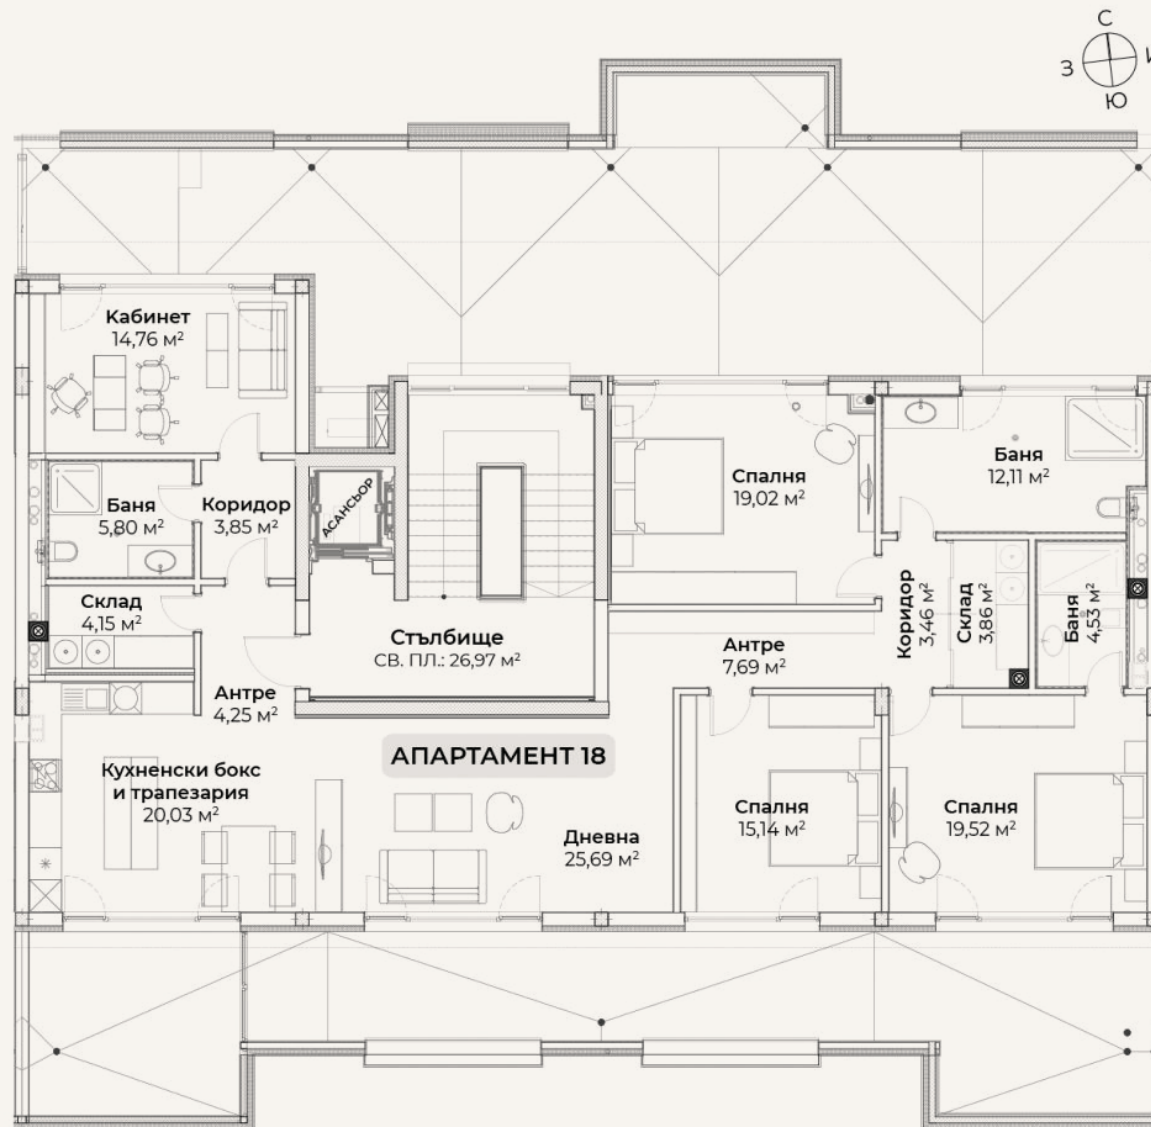 С
З
Ю
Кабинет
14,76 м²
Баня
5,80 м²
Коридор
3,85 м²
АСАНСЬОР
Склад
4,15 м²
Стълбище
СВ. ПЛ.: 26,97 м²
Антре
4,25 м²
Спалня
19,02 м²
Баня
12,11 м²
Коридор
3,46 м²
Склад
3,86 м²
Баня
4,53 м²
Антре
7,69 м²
АПАРТАМЕНТ 18
Кухненски бокс
и трапезария
20,03 м²
Дневна
25,69 м²
Спалня
15,14 м²
Спалня
19,52 м²